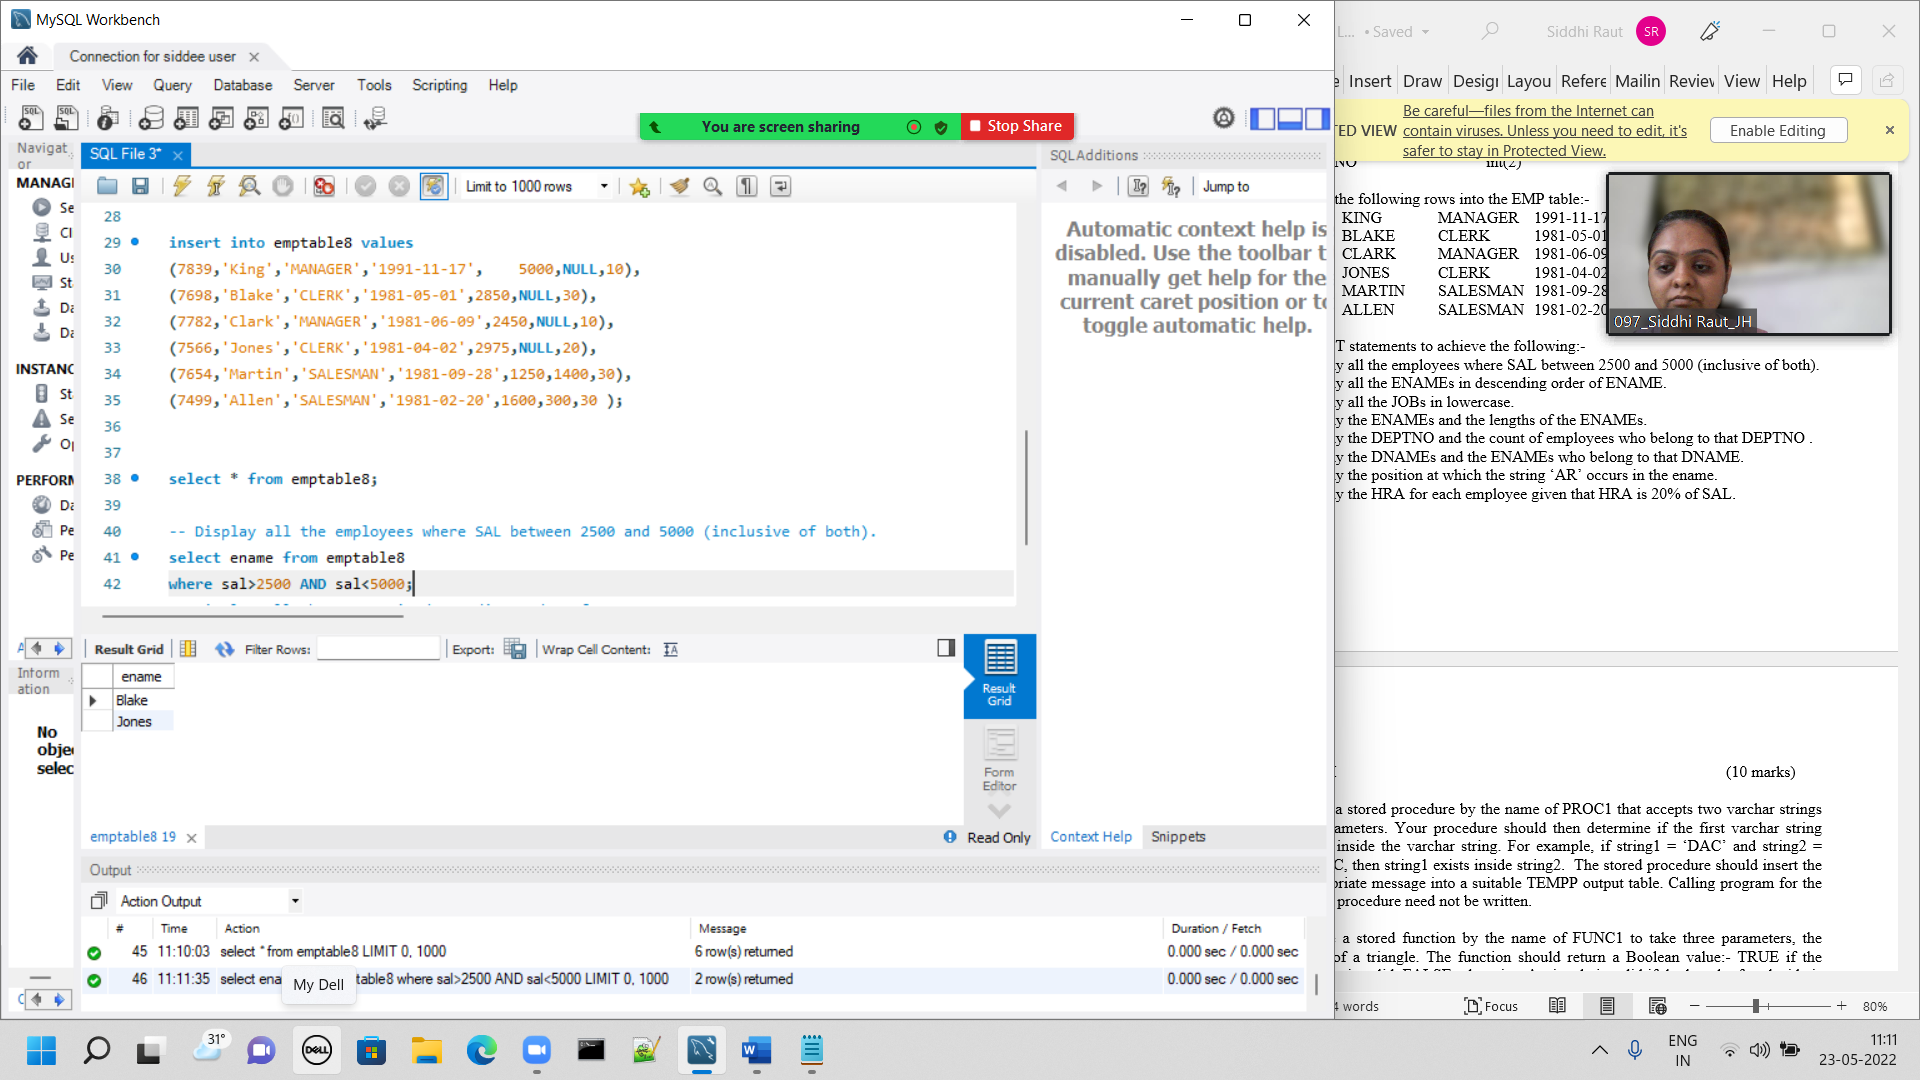 MySQL Workbench
Connection for siddee user
File Edit View Query Database Server Tools Scripting Help
You are screen sharing
Stop Share
Navigat
or
MANAGE
INSTANC
PERFORM
Inform
ation
No
objec
selec
SQL File 3*
Limit to 1000 rows
28
29 insert into emptable8 values
30 (7839,'King','MANAGER','1991-11-17', 5000,NULL,10),
31 (7698,'Blake','CLERK','1981-05-01',2850,NULL,30),
32 (7782,'Clark','MANAGER','1981-06-09',2450,NULL,10),
33 (7566,'Jones','CLERK','1981-04-02',2975,NULL,20),
34 (7654,'Martin','SALESMAN','1981-09-28',1250,1400,30),
35 (7499,'Allen','SALESMAN','1981-02-20',1600,300,30 );
36
37
38 select * from emptable8;
39
40 -- Display all the employees where SAL between 2500 and 5000 (inclusive of both).
41 select ename from emptable8
42 where sal>2500 AND sal<5000;
Result Grid Filter Rows: Export: Wrap Cell Content:
ename
Blake
Jones
Result
Grid
Form
Editor
emptable8 19
Read Only
SQLAdditions
Jump to
Automatic context help is
disabled. Use the toolbar t
manually get help for the
current caret position or to
toggle automatic help.
Context Help Snippets
Output
Action Output
# Time Action Message Duration / Fetch
45 11:10:03 select * from emptable8 LIMIT 0, 1000 6 row(s) returned 0.000 sec / 0.000 sec
46 11:11:35 select ena table8 where sal>2500 AND sal<5000 LIMIT 0, 1000 2 row(s) returned 0.000 sec / 0.000 sec
My Dell
L... • Saved
Siddhi Raut SR
Insert Draw Desig Layou Refere Mailin Review View Help
TED VIEW Be careful—files from the Internet can
contain viruses. Unless you need to edit, it's
safer to stay in Protected View.
Enable Editing
NO int(2)
the following rows into the EMP table:-
KING MANAGER 1991-11-17
BLAKE CLERK 1981-05-01
CLARK MANAGER 1981-06-09
JONES CLERK 1981-04-02
MARTIN SALESMAN 1981-09-28
ALLEN SALESMAN 1981-02-20
097_Siddhi Raut_JH
T statements to achieve the following:-
y all the employees where SAL between 2500 and 5000 (inclusive of both).
y all the ENAMEs in descending order of ENAME.
y all the JOBs in lowercase.
y the ENAMEs and the lengths of the ENAMEs.
y the DEPTNO and the count of employees who belong to that DEPTNO .
y the DNAMEs and the ENAMEs who belong to that DNAME.
y the position at which the string ‘AR’ occurs in the ename.
y the HRA for each employee given that HRA is 20% of SAL.
(10 marks)
a stored procedure by the name of PROC1 that accepts two varchar strings
ameters. Your procedure should then determine if the first varchar string
inside the varchar string. For example, if string1 = ‘DAC’ and string2 =
C, then string1 exists inside string2. The stored procedure should insert the
priate message into a suitable TEMPP output table. Calling program for the
procedure need not be written.
a stored function by the name of FUNC1 to take three parameters, the
of a triangle. The function should return a Boolean value:- TRUE if the
4 words Focus 80%
31°
DELL
ENG
IN
11:11
23-05-2022